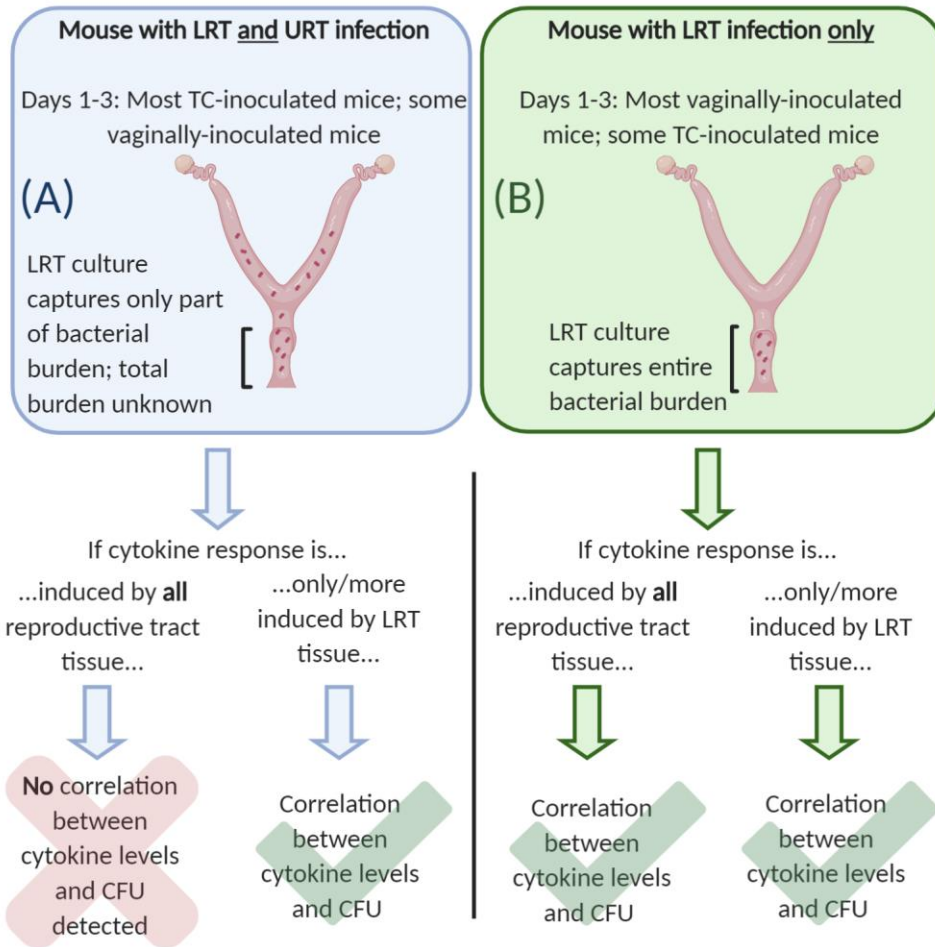 Mouse with LRT and URT infection
Days 1-3: Most TC-inoculated mice; some
vaginally-inoculated mice
(A)
LRT culture
captures only part
of bacterial
burden; total
burden unknown
Mouse with LRT infection only
Days 1-3: Most vaginally-inoculated
mice; some TC-inoculated mice
(B)
LRT culture
captures entire
bacterial burden
If cytokine response is...
...induced by all
reproductive tract
tissue...
...only/more
induced by LRT
tissue...
No correlation
between
cytokine levels
and CFU
detected
Correlation
between
cytokine levels
and CFU
If cytokine response is...
...induced by all
reproductive tract
tissue...
...only/more
induced by LRT
tissue...
Correlation
between
cytokine levels
and CFU
Correlation
between
cytokine levels
and CFU